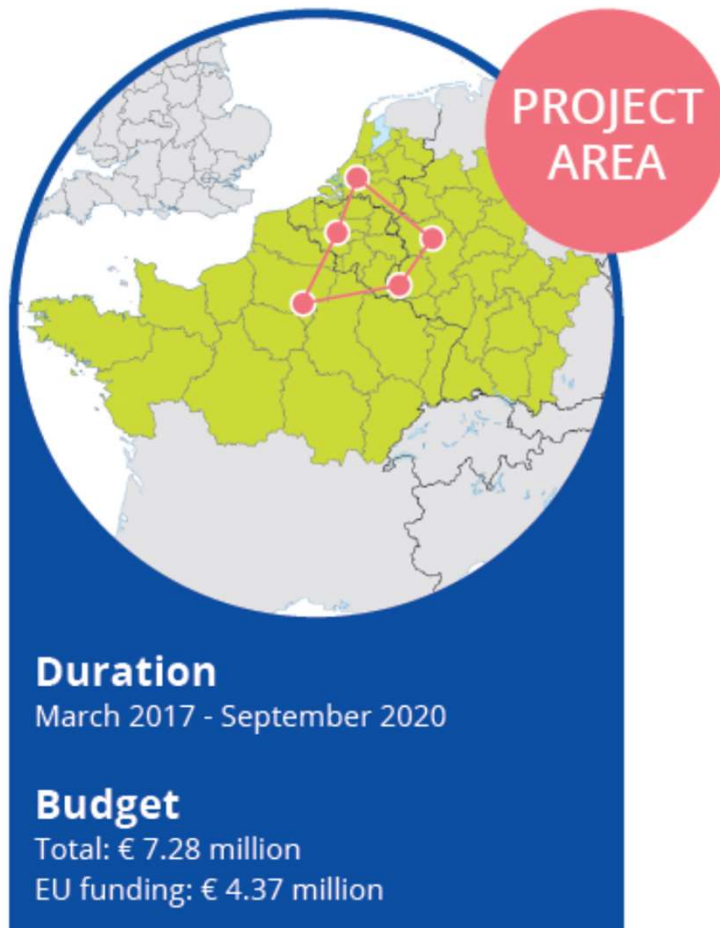 PROJECT
AREA
Duration
March 2017 - September 2020
Budget
Total: € 7.28 million
EU funding: € 4.37 million